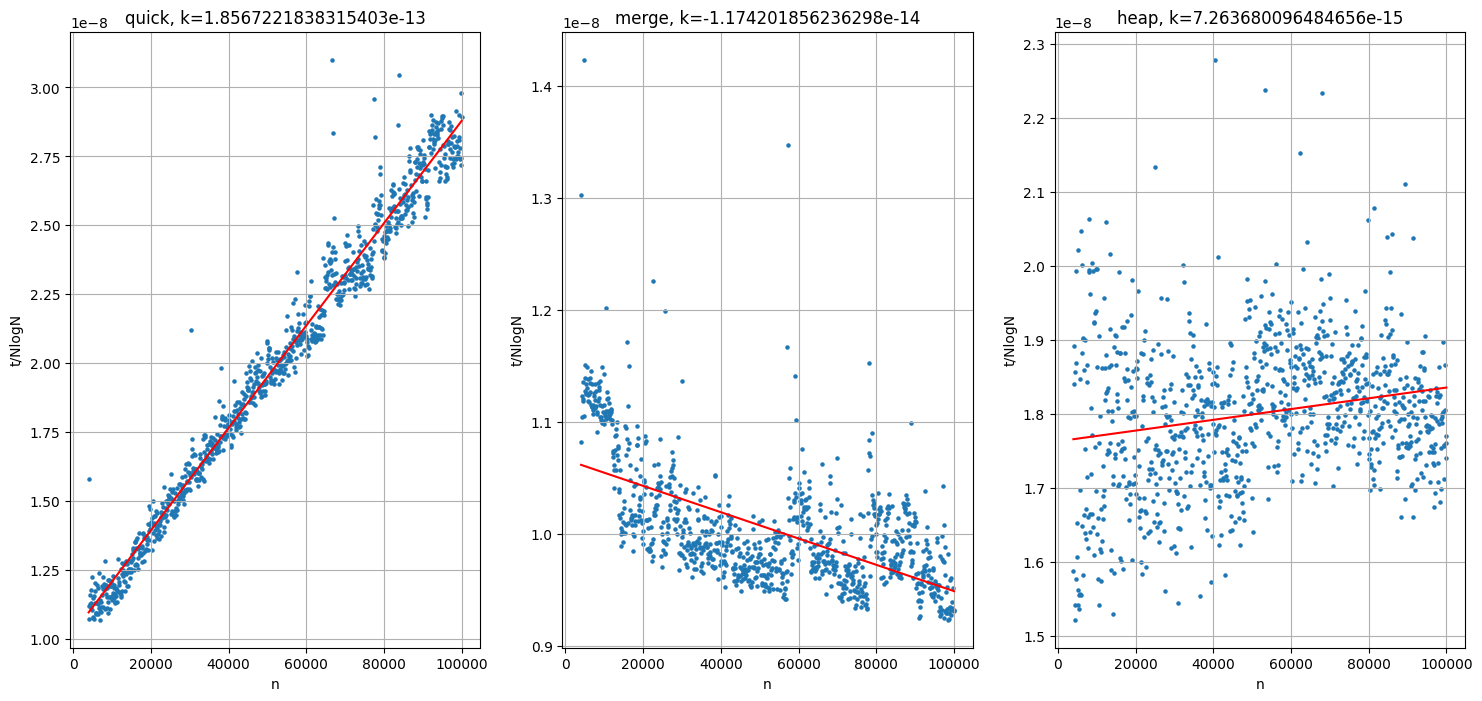 quick, k=1.8567221838315403e-13
1e−8
3.00
2.75
2.50
2.25
2.00
1.75
1.50
1.25
1.00
t/NlogN
0 20000 40000 60000 80000 100000
n
merge, k=-1.174201856236298e-14
1e−8
1.4
1.3
1.2
1.1
1.0
0.9
t/NlogN
0 20000 40000 60000 80000 100000
n
heap, k=7.263680096484656e-15
1e−8
2.3
2.2
2.1
2.0
1.9
1.8
1.7
1.6
1.5
t/NlogN
0 20000 40000 60000 80000 100000
n